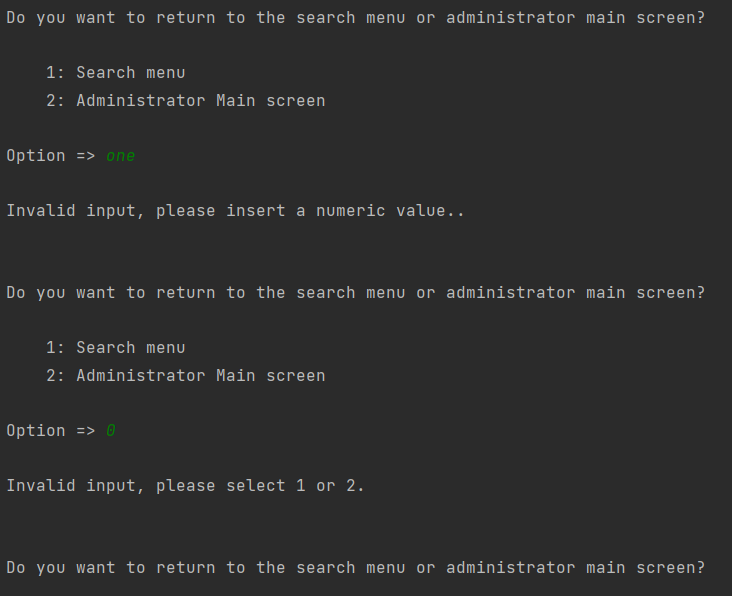 Do you want to return to the search menu or administrator main screen?
1: Search menu
2: Administrator Main screen
Option => one
Invalid input, please insert a numeric value..
Do you want to return to the search menu or administrator main screen?
1: Search menu
2: Administrator Main screen
Option => 0
Invalid input, please select 1 or 2.
Do you want to return to the search menu or administrator main screen?